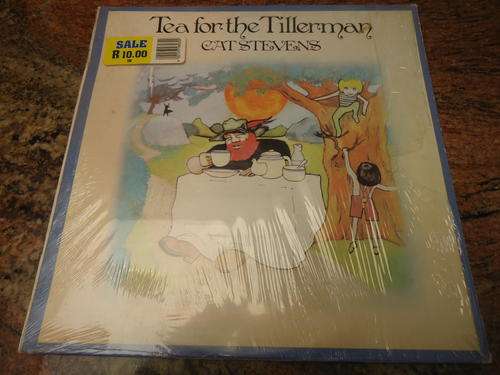 Tea for the Tillerman
CAT STEVENS
SALE
R 10.00